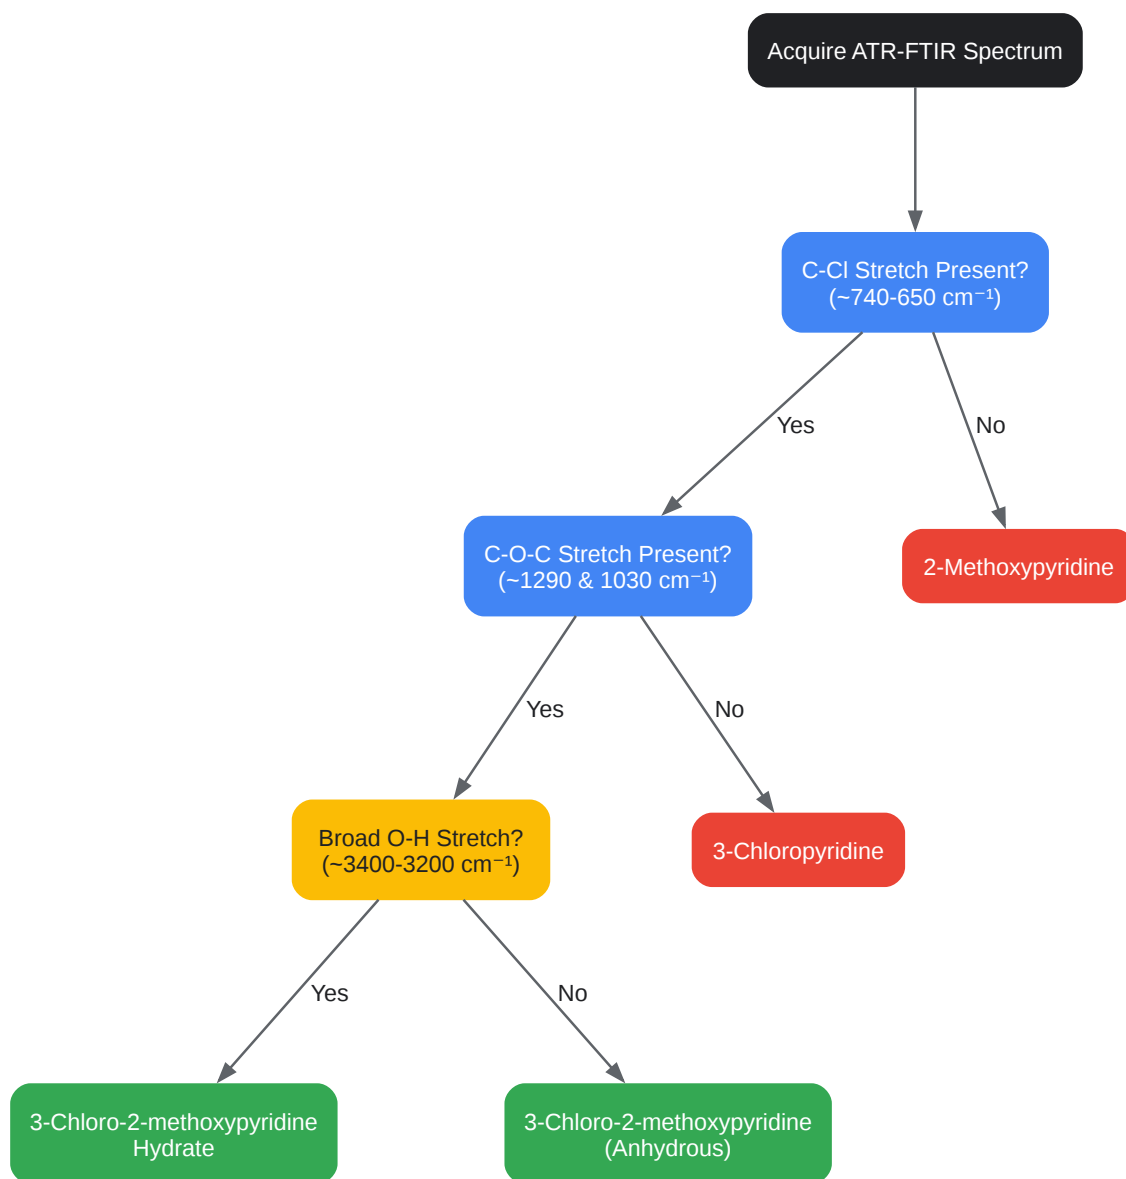 Acquire ATR-FTIR Spectrum
C-Cl Stretch Present?
(~740-650 cm⁻¹)
Yes
No
C-O-C Stretch Present?
(~1290 & 1030 cm⁻¹)
2-Methoxypyridine
Yes
No
Broad O-H Stretch?
(~3400-3200 cm⁻¹)
3-Chloropyridine
Yes
No
3-Chloro-2-methoxypyridine
Hydrate
3-Chloro-2-methoxypyridine
(Anhydrous)